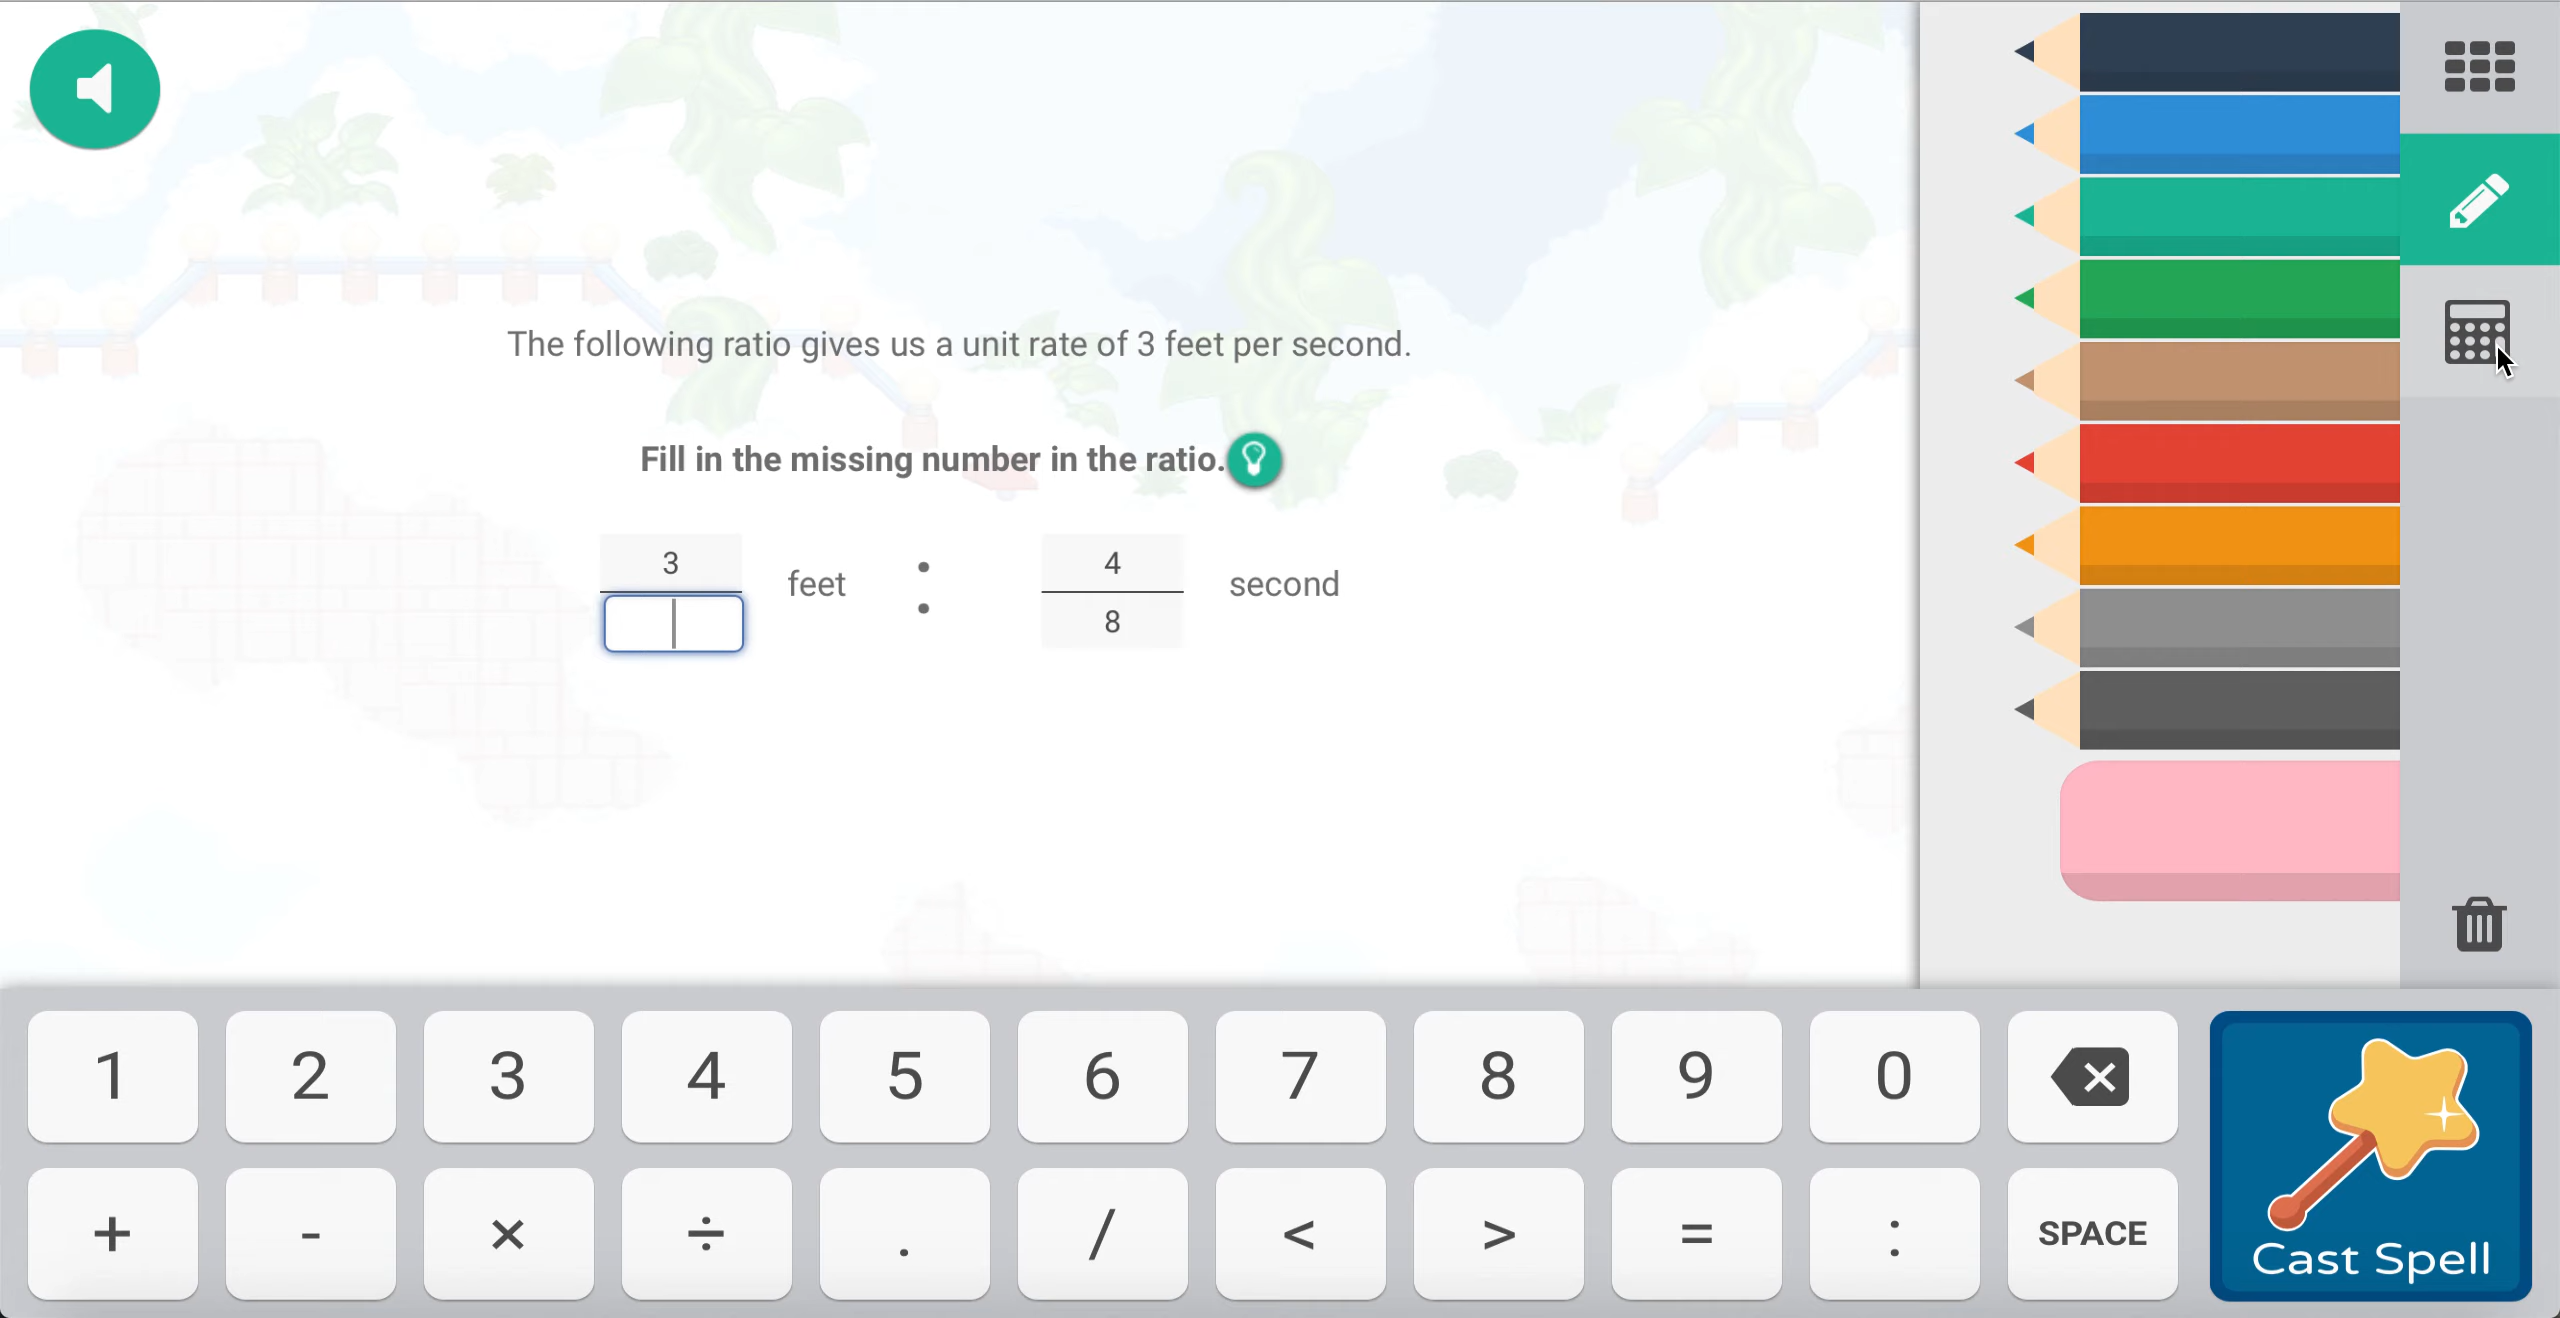 The following ratio gives us a unit rate of 3 feet per second.
Fill in the missing number in the ratio.
3 feet : 4 second
8
1 2 3 4 5 6 7 8 9 0
+ - × ÷ . / < > = : SPACE
Cast Spell